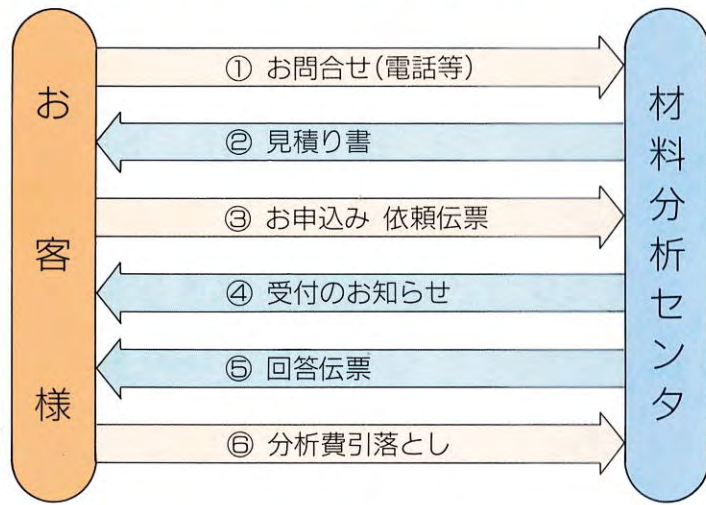 お客様
① お問合せ(電話等)
② 見積り書
③ お申込み 依頼伝票
④ 受付のお知らせ
⑤ 回答伝票
⑥ 分析費引落とし
材料分析センタ